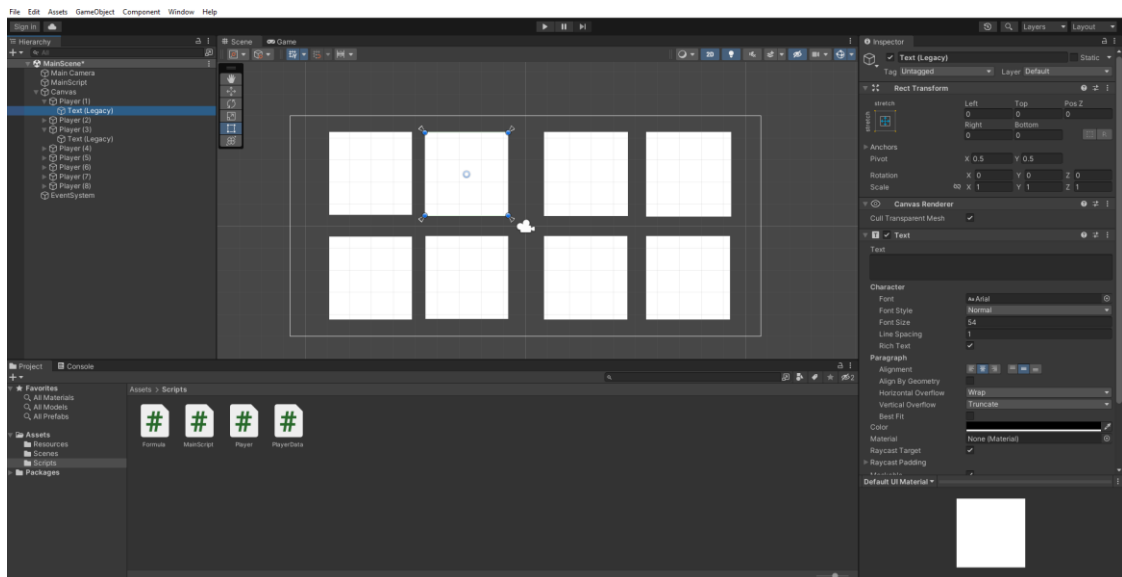 File Edit Assets GameObject Component Window Help
Sign in
Layers Layout
Hierarchy
All
MainScene*
Main Camera
MainScript
Canvas
Player (1)
Text (Legacy)
Player (2)
Player (3)
Text (Legacy)
Player (4)
Player (5)
Player (6)
Player (7)
Player (8)
EventSystem
Scene Game
2D
Inspector
Text (Legacy) Static
Tag Untagged Layer Default
Rect Transform
stretch Left Top Pos Z
stretch 0 0 0
Right Bottom
0 0 R
Anchors
Pivot X 0.5 Y 0.5
Rotation X 0 Y 0 Z 0
Scale X 1 Y 1 Z 1
Canvas Renderer
Cull Transparent Mesh
Text
Text
Character
Font Arial
Font Style Normal
Font Size 54
Line Spacing 1
Rich Text
Paragraph
Alignment
Align By Geometry
Horizontal Overflow Wrap
Vertical Overflow Truncate
Best Fit
Color
Material None (Material)
Raycast Target
Raycast Padding
Maskable
Default UI Material
Project Console
2
Favorites
All Materials
All Models
All Prefabs
Assets
Resources
Scenes
Scripts
Packages
Assets > Scripts
# # # #
Formula MainScript Player PlayerData